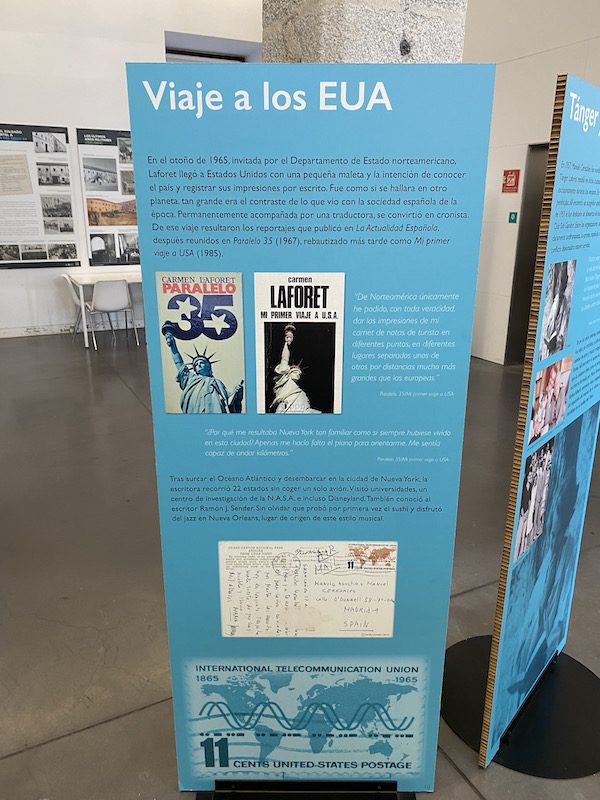 Viaje a los EUA
En el otoño de 1965, invitada por el Departamento de Estado norteamericano,
Laforet llegó a Estados Unidos con una pequeña maleta y la intención de conocer
el país y registrar sus impresiones por escrito. Fue como si se hallara en otro
planeta, tan grande era el contraste de lo que vio con la sociedad española de la
época. Permanentemente acompañada por una traductora, se convirtió en cronista.
De ese viaje resultaron los reportajes que publicó en La Actualidad Española,
después reunidos en Paralelo 35 (1967), rebautizado más tarde como Mi primer
viaje a USA (1985).
CARMEN LAFORET
PARALELO
35
carmen
LAFORET
MI PRIMER VIAJE A U.S.A.
"De Norteamérica únicamente
he podido, con toda veracidad,
dar las impresiones de mi
carnet de notas de turista en
diferentes puntos, en diferentes
lugares separados unos de
otros por distancias mucho más
grandes que las europeas."
Paralelo 35/Mi primer viaje a USA
"¿Por qué me resultaba Nueva York tan familiar como si siempre hubiese vivido
en esta ciudad? Apenas me hacía falta el plano para orientarme. Me sentía
capaz de andar kilómetros."
Paralelo 35/Mi primer viaje a USA
Tras surcar el Océano Atlántico y desembarcar en la ciudad de Nueva York, la
escritora recorrió 22 estados sin coger un solo avión. Visitó universidades, un
centro de investigación de la N.A.S.A. e incluso Disneyland. También conoció al
escritor Ramón J. Sender. Sin olvidar que probó por primera vez el sushi y disfrutó
del jazz en Nueva Orleans, lugar de origen de este estilo musical.
GRAND CANYON NATIONAL PARK
11
MADRID-
SPAIN
INTERNATIONAL TELECOMMUNICATION UNION
1865 1965
11 CENTS UNITED STATES POSTAGE
Tánger